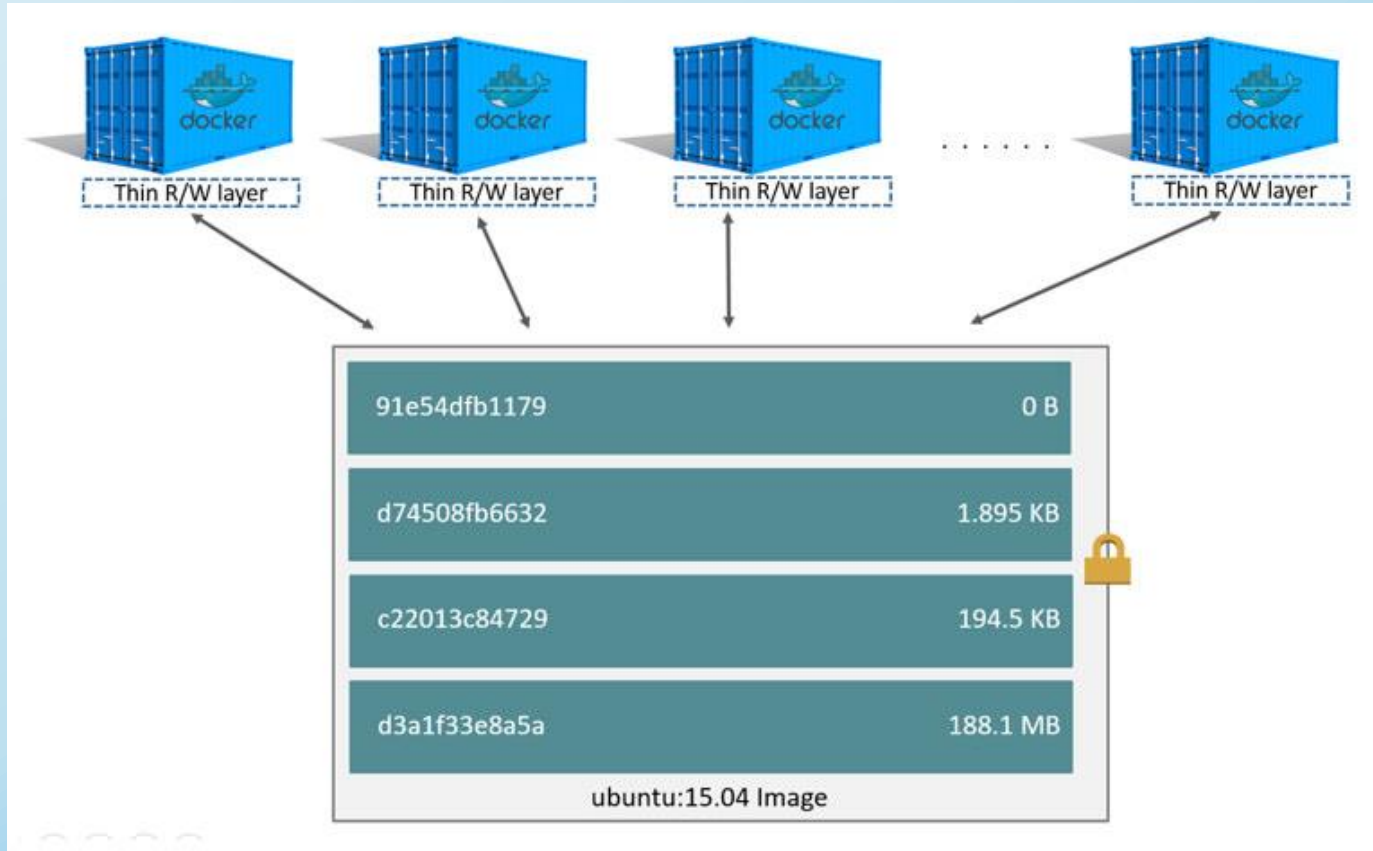 docker docker docker docker
. . . . . .
Thin R/W layer Thin R/W layer Thin R/W layer Thin R/W layer
91e54dfb1179 0 B
d74508fb6632 1.895 KB
c22013c84729 194.5 KB
d3a1f33e8a5a 188.1 MB
ubuntu:15.04 Image